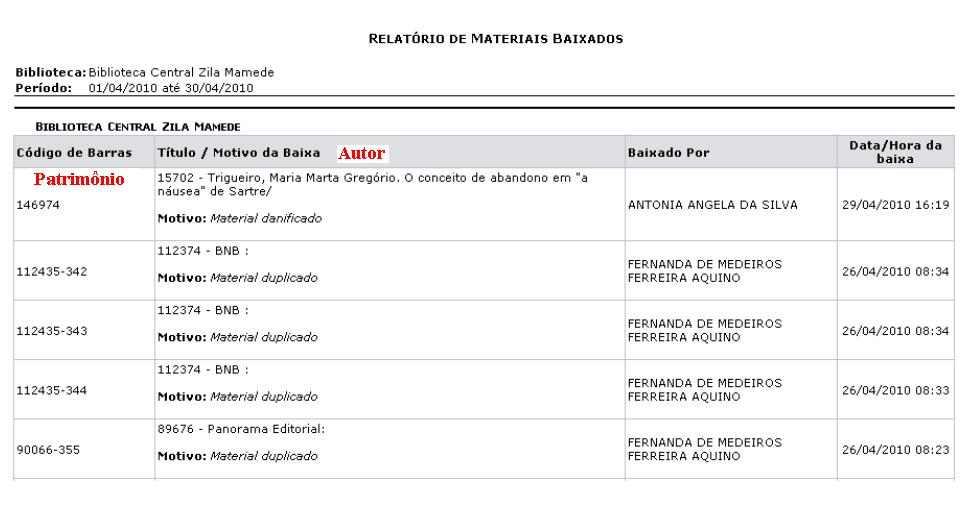 RELATÓRIO DE MATERIAIS BAIXADOS
Biblioteca: Biblioteca Central Zila Mamede
Período: 01/04/2010 até 30/04/2010
BIBLIOTECA CENTRAL ZILA MAMEDE
Código de Barras Título / Motivo da Baixa Autor Baixado Por Data/Hora da baixa
Patrimônio 15702 - Trigueiro, Maria Marta Gregório. O conceito de abandono em "a
náusea" de Sartre/
146974 ANTONIA ANGELA DA SILVA 29/04/2010 16:19
Motivo: Material danificado
112374 - BNB :
112435-342 FERNANDA DE MEDEIROS FERREIRA AQUINO 26/04/2010 08:34
Motivo: Material duplicado
112374 - BNB :
112435-343 FERNANDA DE MEDEIROS FERREIRA AQUINO 26/04/2010 08:34
Motivo: Material duplicado
112374 - BNB :
112435-344 FERNANDA DE MEDEIROS FERREIRA AQUINO 26/04/2010 08:33
Motivo: Material duplicado
89676 - Panorama Editorial:
90066-355 FERNANDA DE MEDEIROS FERREIRA AQUINO 26/04/2010 08:23
Motivo: Material duplicado